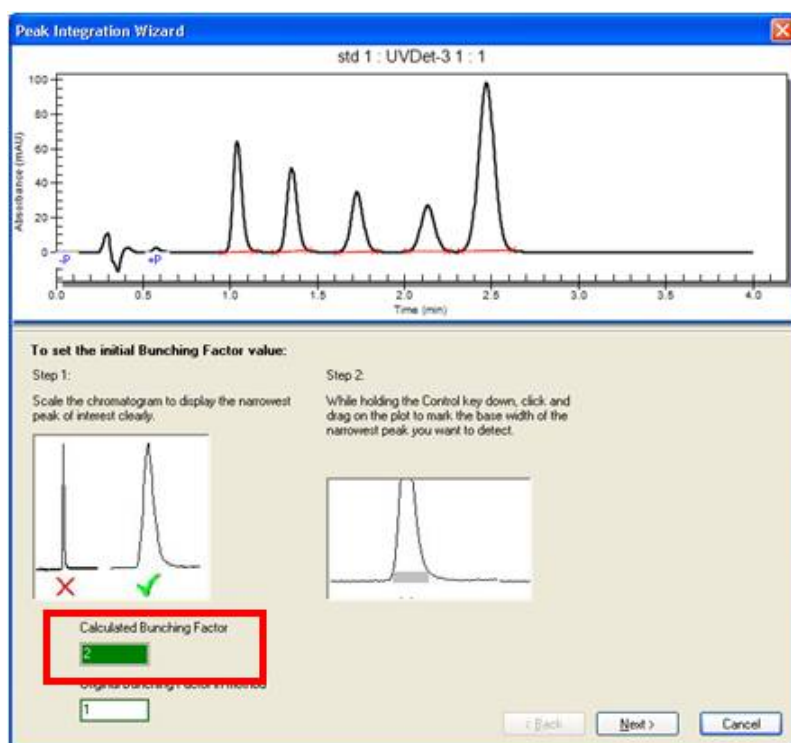 Peak Integration Wizard
std 1 : UVDet-3 1 : 1
Absorbance (mAU)
100
80
60
40
20
0
-P
+P
0.0 0.5 1.0 1.5 2.0 2.5 3.0 3.5 4.0
Time (min)
To set the initial Bunching Factor value:
Step 1:
Scale the chromatogram to display the narrowest
peak of interest clearly.
Step 2:
While holding the Control key down, click and
drag on the plot to mark the base width of the
narrowest peak you want to detect.
Calculated Bunching Factor
2
Original Bunching Factor in method
1
< Back
Next >
Cancel